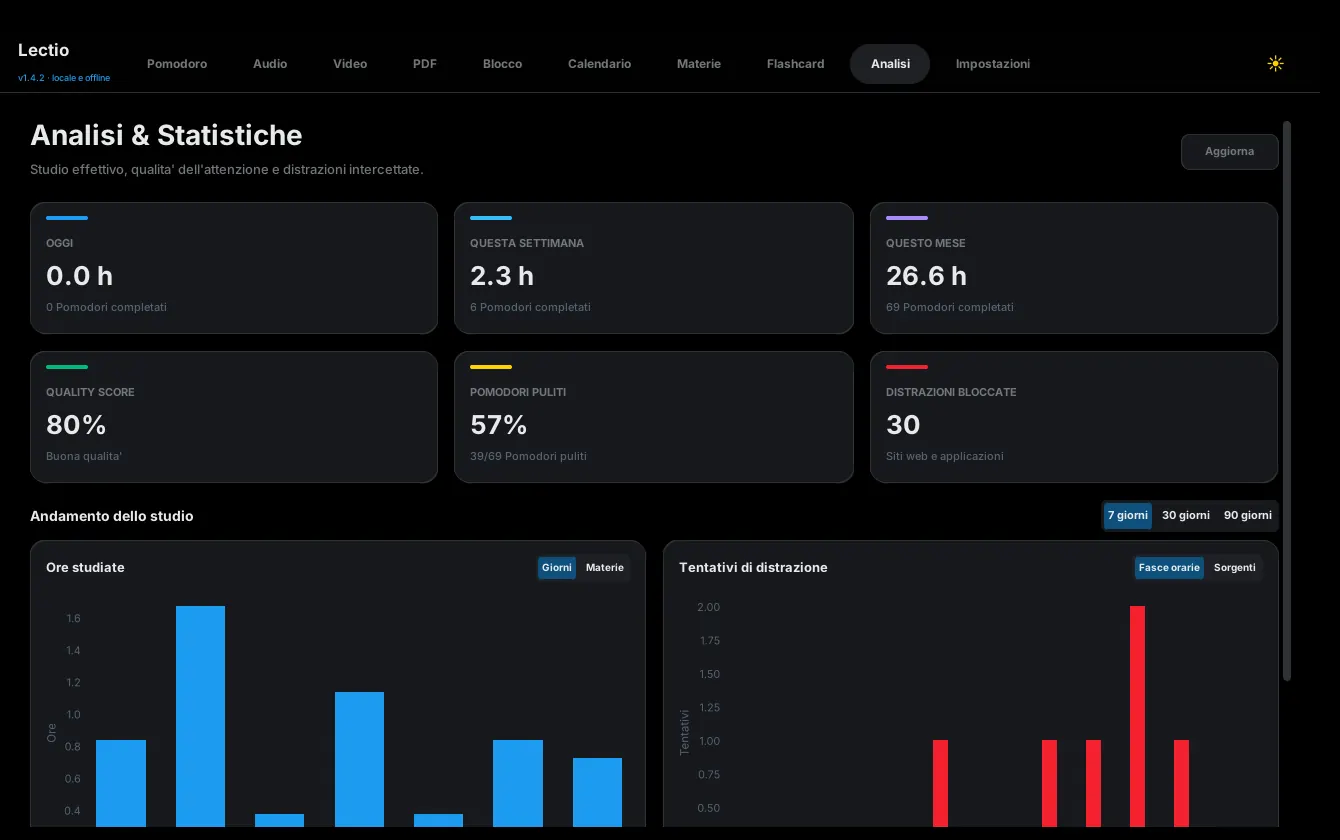 Lectio
v1.4.2 · locale e offline
Pomodoro
Audio
Video
PDF
Blocco
Calendario
Materie
Flashcard
Analisi
Impostazioni
Analisi & Statistiche
Studio effettivo, qualita' dell'attenzione e distrazioni intercettate.
Aggiorna
OGGI
0.0 h
0 Pomodori completati
QUESTA SETTIMANA
2.3 h
6 Pomodori completati
QUESTO MESE
26.6 h
69 Pomodori completati
QUALITY SCORE
80%
Buona qualita'
POMODORI PULITI
57%
39/69 Pomodori puliti
DISTRAZIONI BLOCCATE
30
Siti web e applicazioni
Andamento dello studio
7 giorni
30 giorni
90 giorni
Ore studiate
Giorni
Materie
1.6
1.4
1.2
1.0
0.8
0.6
0.4
Ore
Tentativi di distrazione
Fasce orarie
Sorgenti
2.00
1.75
1.50
1.25
1.00
0.75
0.50
Tentativi